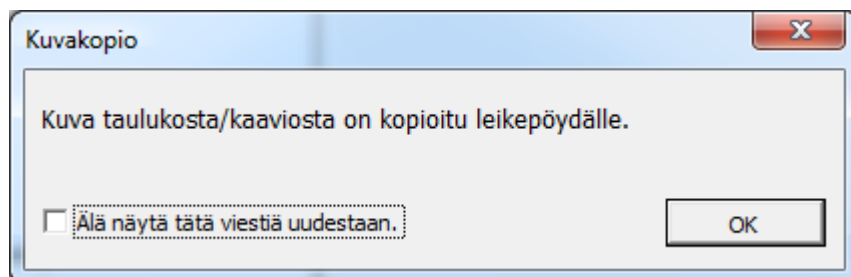 Kuvakopio
Kuva taulukosta/kaaviosta on kopioitu leikepöydälle.
Älä näytä tätä viestiä uudestaan.
OK